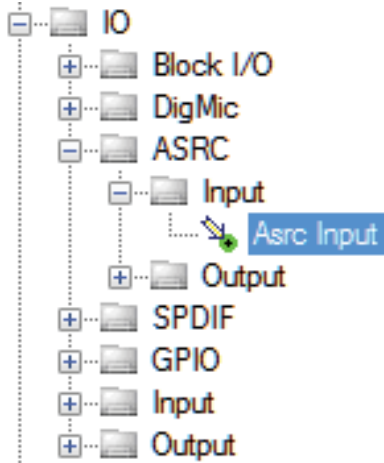 IO
Block I/O
DigMic
ASRC
Input
Asrc Input
Output
SPDIF
GPIO
Input
Output